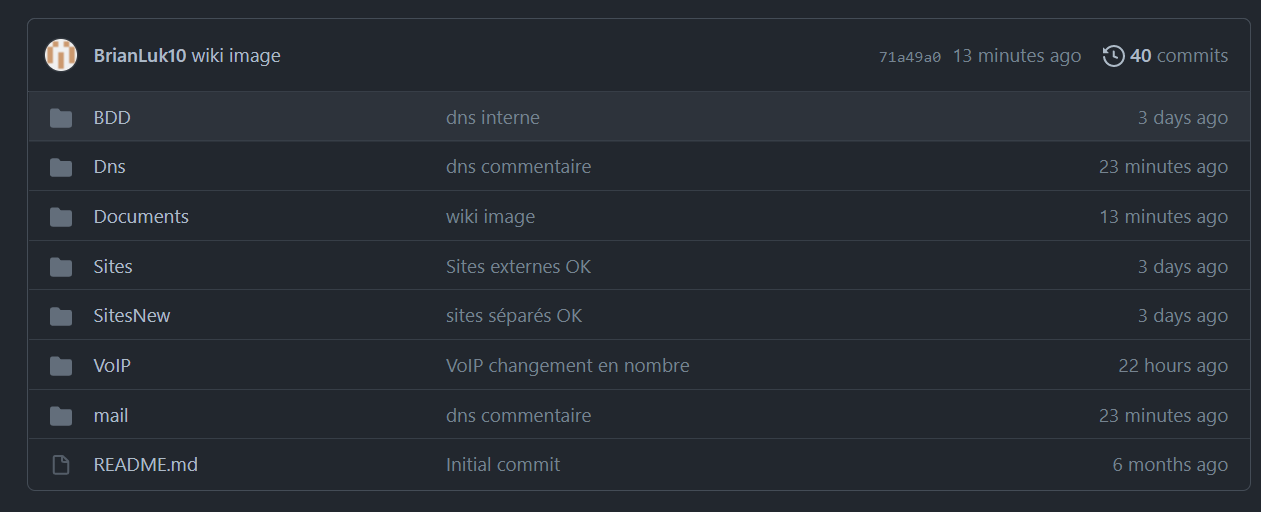 BrianLuk10 wiki image 71a49a0 13 minutes ago 40 commits
BDD dns interne 3 days ago
Dns dns commentaire 23 minutes ago
Documents wiki image 13 minutes ago
Sites Sites externes OK 3 days ago
SitesNew sites séparés OK 3 days ago
VoIP VoIP changement en nombre 22 hours ago
mail dns commentaire 23 minutes ago
README.md Initial commit 6 months ago